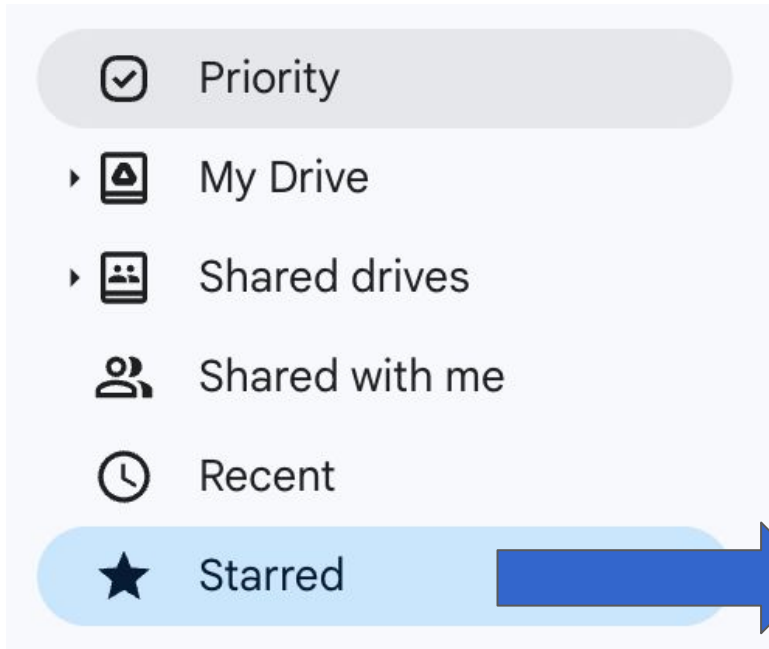 Priority
My Drive
Shared drives
Shared with me
Recent
Starred